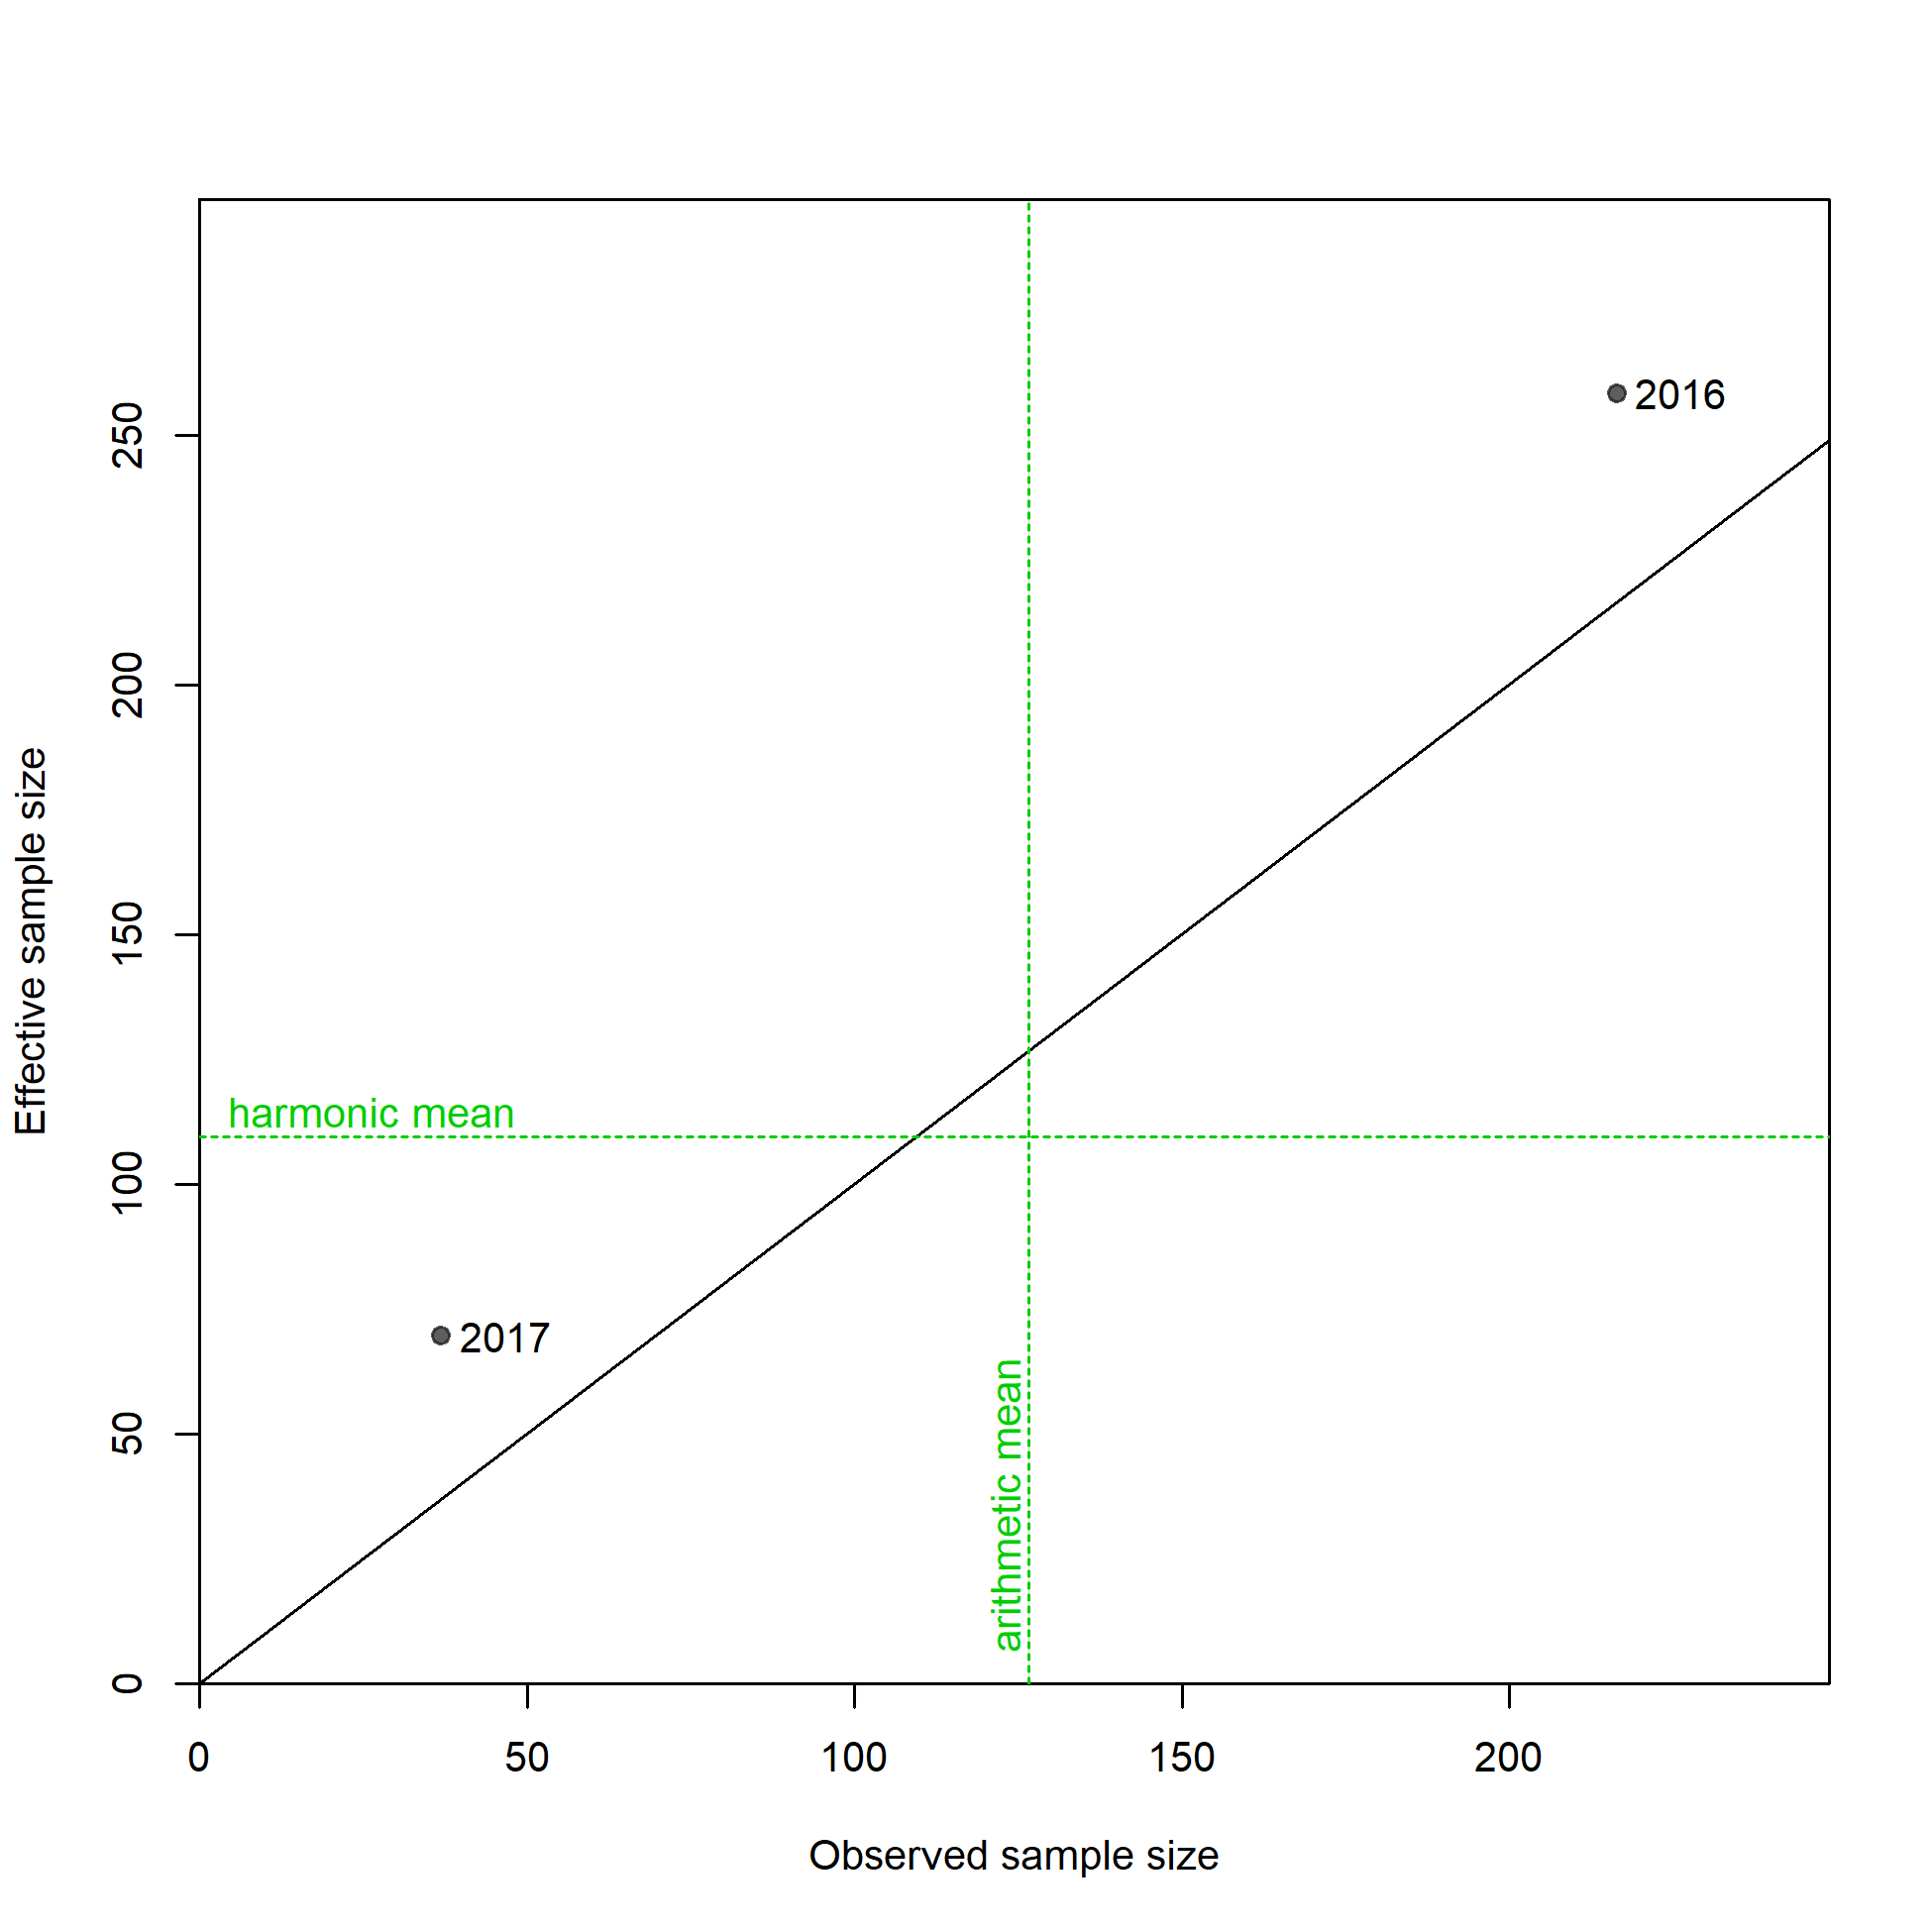 2016
250
200
150
100
50
0
Effective sample size
harmonic mean
2017
arithmetic mean
0 50 100 150 200
Observed sample size